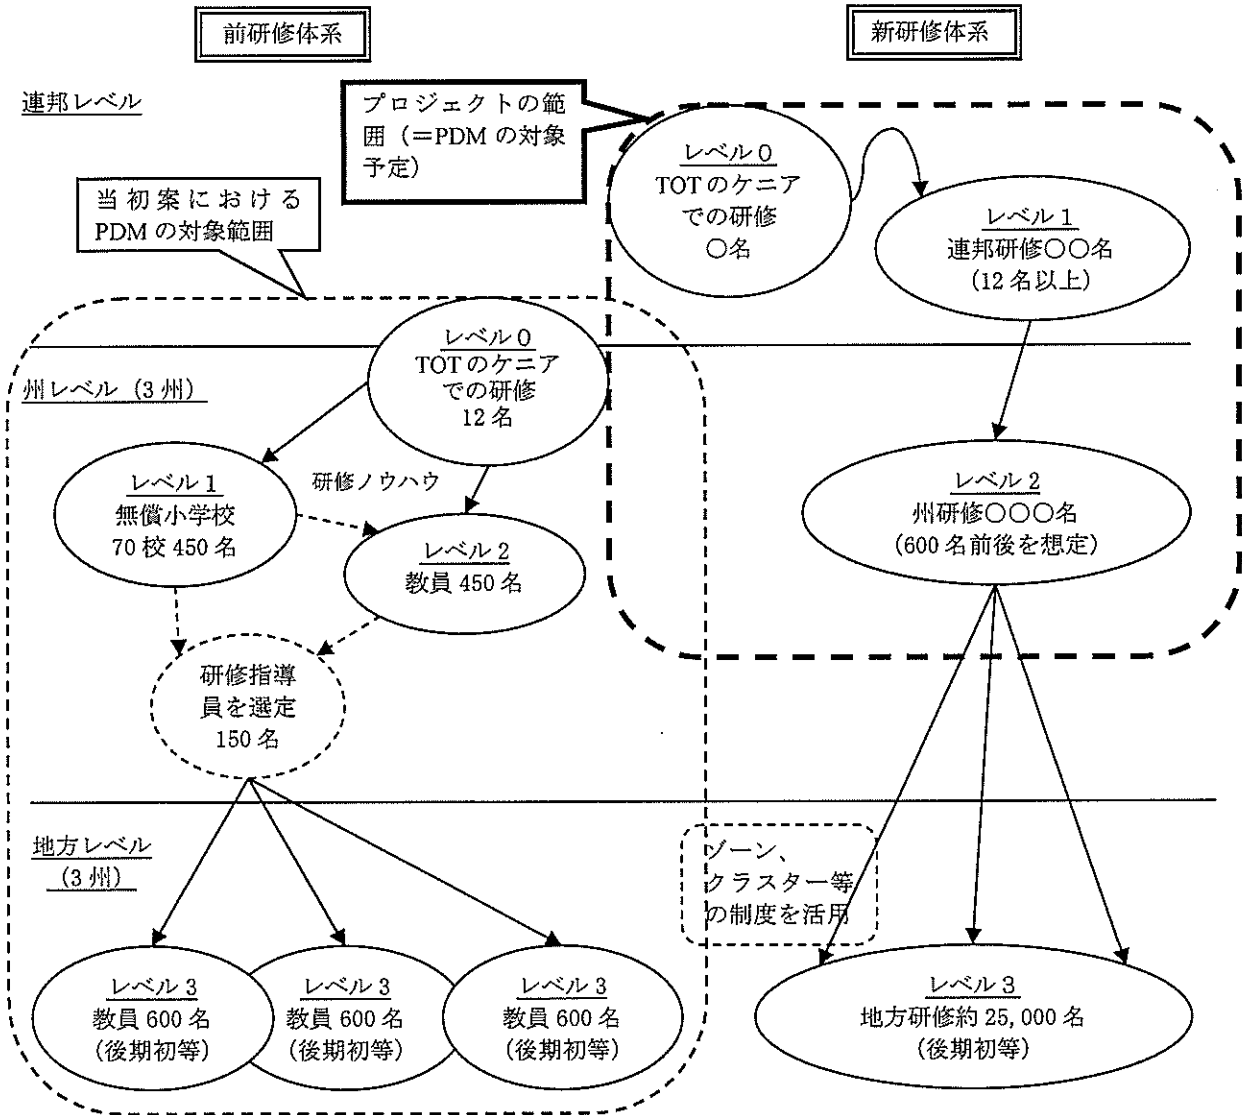 前研修体系
新研修体系
連邦レベル
プロジェクトの範
囲（＝PDM の対象
予定）
当初案における
PDM の対象範囲
レベル 0
TOT のケニア
での研修
〇名
レベル 1
連邦研修〇〇名
(12 名以上)
州レベル（3 州）
レベル 0
TOT のケニア
での研修
12 名
レベル 1
無償小学校
70 校 450 名
研修ノウハウ
レベル 2
教員 450 名
レベル 2
州研修〇〇〇名
(600 名前後を想定)
研修指導
員を選定
150 名
地方レベル
（3 州）
ゾーン、
クラスター等
の制度を活用
レベル 3
教員 600 名
(後期初等)
レベル 3
教員 600 名
(後期初等)
レベル 3
教員 600 名
(後期初等)
レベル 3
地方研修約 25,000 名
(後期初等)